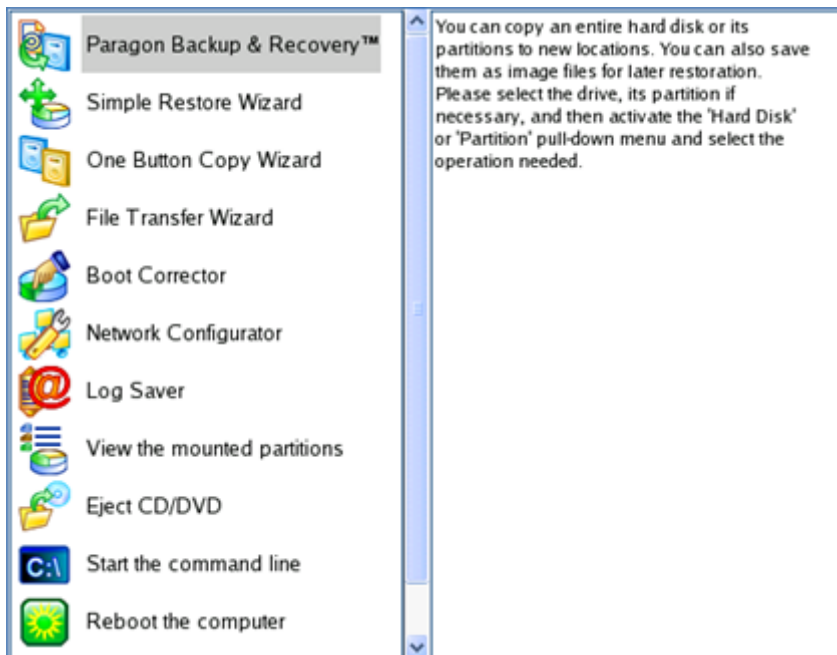 Paragon Backup & Recovery™
Simple Restore Wizard
One Button Copy Wizard
File Transfer Wizard
Boot Corrector
Network Configurator
Log Saver
View the mounted partitions
Eject CD/DVD
C:\
Start the command line
Reboot the computer
You can copy an entire hard disk or its
partitions to new locations. You can also save
them as image files for later restoration.
Please select the drive, its partition if
necessary, and then activate the 'Hard Disk'
or 'Partition' pull-down menu and select the
operation needed.